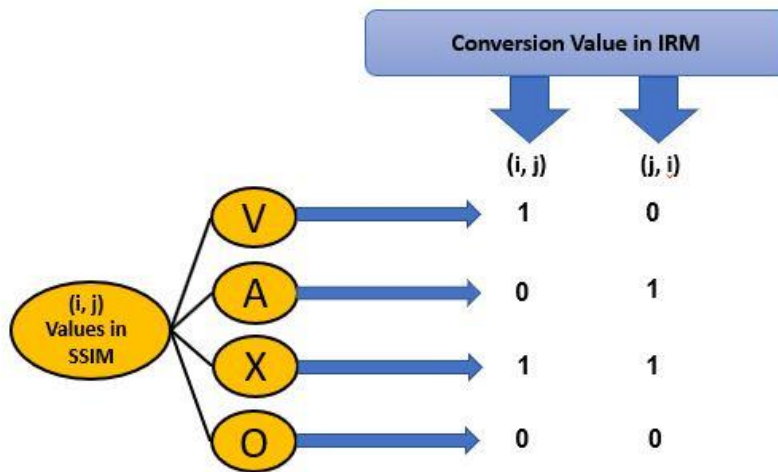 Conversion Value in IRM
(i, j) (j, i)
V 1 0
A 0 1
(i, j)
Values in
SSIM
X 1 1
O 0 0